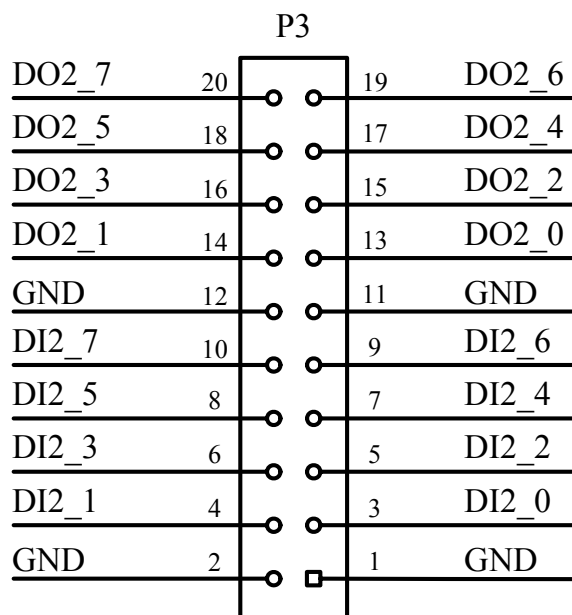 P3
DO2_7 20 19 DO2_6
DO2_5 18 17 DO2_4
DO2_3 16 15 DO2_2
DO2_1 14 13 DO2_0
GND 12 11 GND
DI2_7 10 9 DI2_6
DI2_5 8 7 DI2_4
DI2_3 6 5 DI2_2
DI2_1 4 3 DI2_0
GND 2 1 GND